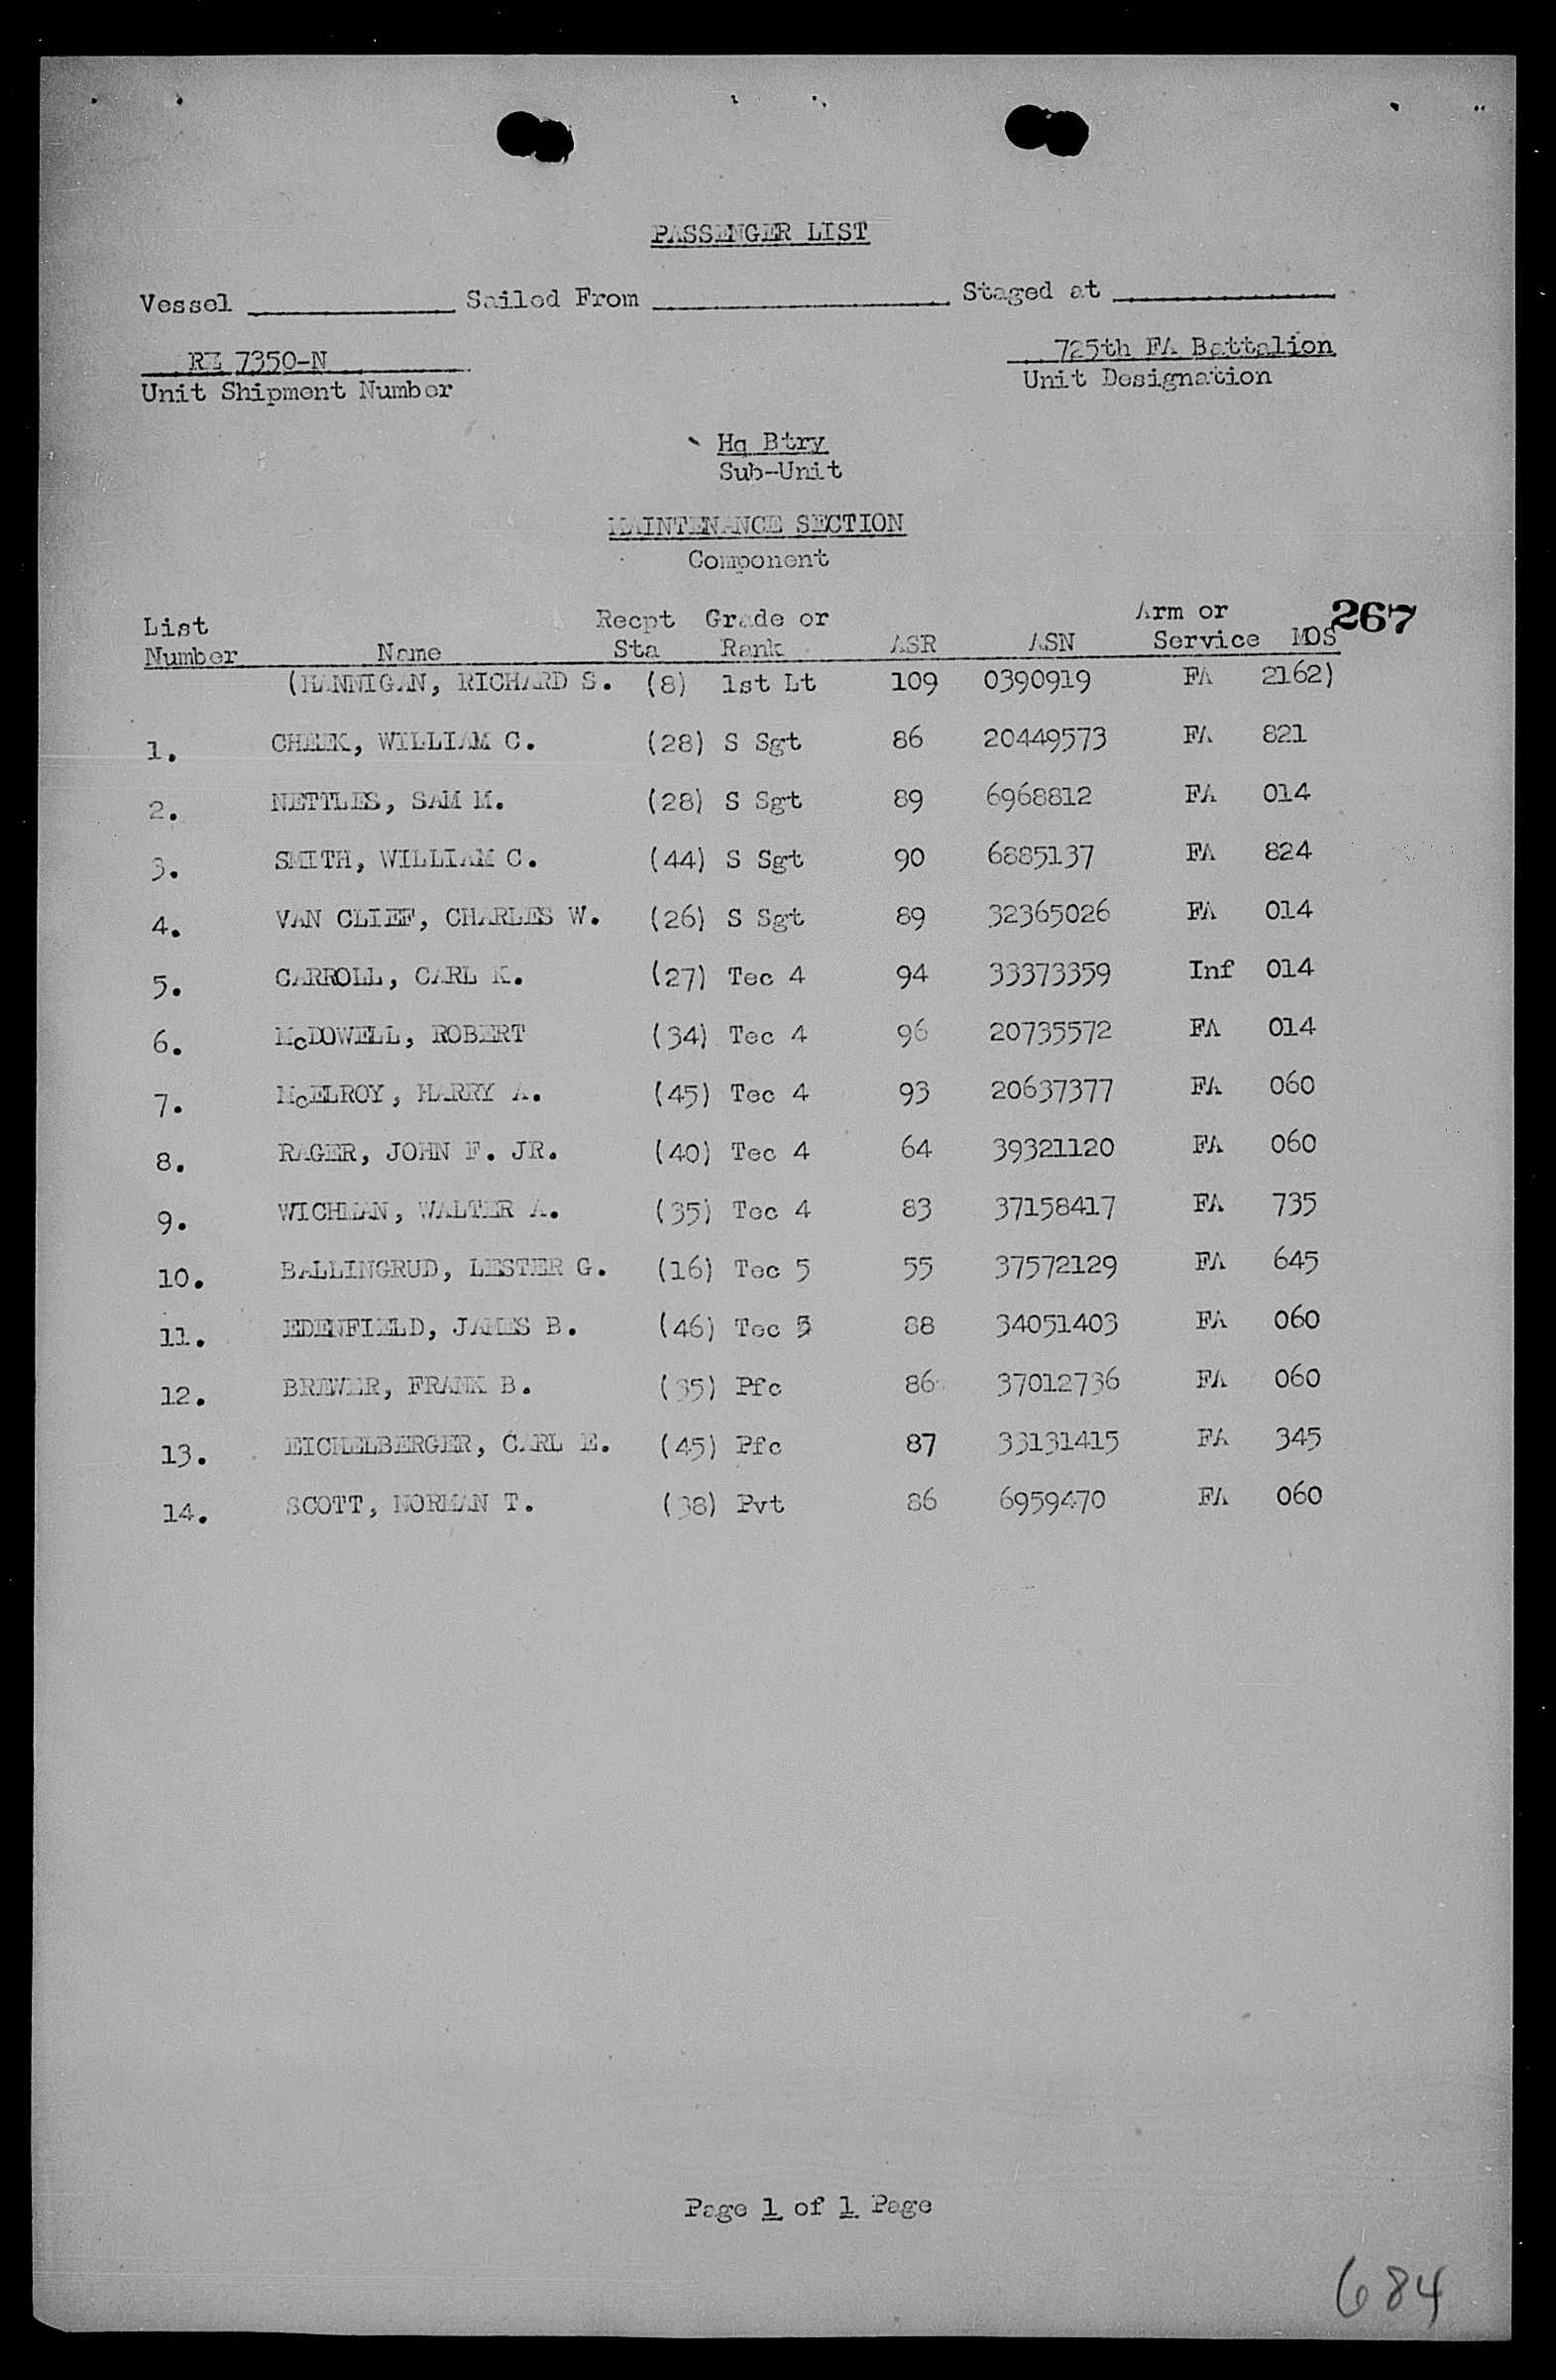 PASSENGER LIST
Vessel Sailed From Staged at
RE 7350-N 725th FA Battalion
Unit Shipment Number Unit Designation
Hq Btry
Sub-Unit
MAINTENANCE SECTION
Component
List Recpt Grade or Arm or 267
Number Name Sta Rank ASR ASN Service MOS
(HANNIGAN, RICHARD S. (8) 1st Lt 109 0390919 FA 2162)
1. CHEEK, WILLIAM C. (28) S Sgt 86 20449573 FA 821
2. NETTLES, SAM M. (28) S Sgt 89 6968812 FA 014
3. SMITH, WILLIAM C. (44) S Sgt 90 6885137 FA 824
4. VAN CLIEF, CHARLES W. (26) S Sgt 89 32365026 FA 014
5. CARROLL, CARL K. (27) Tec 4 94 33373359 Inf 014
6. McDOWELL, ROBERT (34) Tec 4 96 20735572 FA 014
7. McELROY, HARRY A. (45) Tec 4 93 20637377 FA 060
8. RAGER, JOHN F. JR. (40) Tec 4 64 39321120 FA 060
9. WICHMAN, WALTER A. (35) Tec 4 83 37158417 FA 735
10. BALLINGRUD, LESTER G. (16) Tec 5 55 37572129 FA 645
11. EDENFIELD, JAMES B. (46) Tec 5 88 34051403 FA 060
12. BREWER, FRANK B. (35) Pfc 86 37012736 FA 060
13. EICHELBERGER, CARL E. (45) Pfc 87 33131415 FA 345
14. SCOTT, NORMAN T. (38) Pvt 86 6959470 FA 060
Page 1 of 1 Page
684